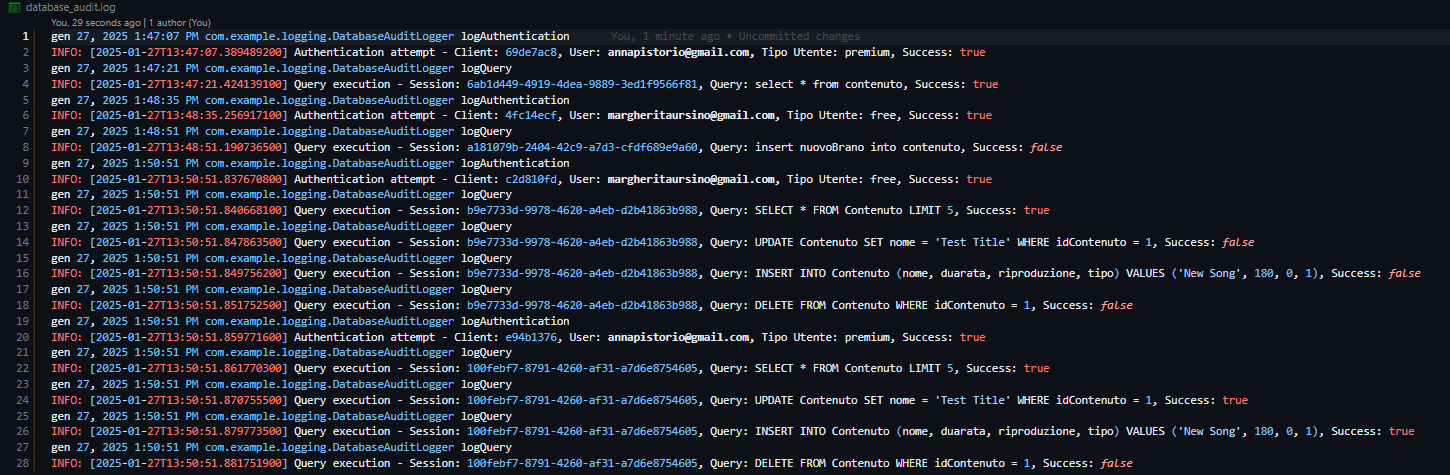 database_audit.log
You, 29 seconds ago | 1 author (You)
1 gen 27, 2025 1:47:07 PM com.example.logging.DatabaseAuditLogger logAuthentication You, 1 minute ago • Uncommitted changes
2 INFO: [2025-01-27T13:47:07.389489200] Authentication attempt - Client: 69de7ac8, User: annapistorio@gmail.com, Tipo Utente: premium, Success: true
3 gen 27, 2025 1:47:21 PM com.example.logging.DatabaseAuditLogger logQuery
4 INFO: [2025-01-27T13:47:21.424139100] Query execution - Session: 6ab1d449-4919-4dea-9889-3ed1f9566f81, Query: select * from contenuto, Success: true
5 gen 27, 2025 1:48:35 PM com.example.logging.DatabaseAuditLogger logAuthentication
6 INFO: [2025-01-27T13:48:35.256917100] Authentication attempt - Client: 4fc14ecf, User: margheritaursino@gmail.com, Tipo Utente: free, Success: true
7 gen 27, 2025 1:48:51 PM com.example.logging.DatabaseAuditLogger logQuery
8 INFO: [2025-01-27T13:48:51.190736500] Query execution - Session: a181079b-2404-42c9-a7d3-cfdf689e9a60, Query: insert nuovoBrano into contenuto, Success: false
9 gen 27, 2025 1:50:51 PM com.example.logging.DatabaseAuditLogger logAuthentication
10 INFO: [2025-01-27T13:50:51.837670800] Authentication attempt - Client: c2d810fd, User: margheritaursino@gmail.com, Tipo Utente: free, Success: true
11 gen 27, 2025 1:50:51 PM com.example.logging.DatabaseAuditLogger logQuery
12 INFO: [2025-01-27T13:50:51.840668100] Query execution - Session: b9e7733d-9978-4620-a4eb-d2b41863b988, Query: SELECT * FROM Contenuto LIMIT 5, Success: true
13 gen 27, 2025 1:50:51 PM com.example.logging.DatabaseAuditLogger logQuery
14 INFO: [2025-01-27T13:50:51.847863500] Query execution - Session: b9e7733d-9978-4620-a4eb-d2b41863b988, Query: UPDATE Contenuto SET nome = 'Test Title' WHERE idContenuto = 1, Success: false
15 gen 27, 2025 1:50:51 PM com.example.logging.DatabaseAuditLogger logQuery
16 INFO: [2025-01-27T13:50:51.849756200] Query execution - Session: b9e7733d-9978-4620-a4eb-d2b41863b988, Query: INSERT INTO Contenuto (nome, duarata, riproduzione, tipo) VALUES ('New Song', 180, 0, 1), Success: false
17 gen 27, 2025 1:50:51 PM com.example.logging.DatabaseAuditLogger logQuery
18 INFO: [2025-01-27T13:50:51.851752500] Query execution - Session: b9e7733d-9978-4620-a4eb-d2b41863b988, Query: DELETE FROM Contenuto WHERE idContenuto = 1, Success: false
19 gen 27, 2025 1:50:51 PM com.example.logging.DatabaseAuditLogger logAuthentication
20 INFO: [2025-01-27T13:50:51.859771600] Authentication attempt - Client: e94b1376, User: annapistorio@gmail.com, Tipo Utente: premium, Success: true
21 gen 27, 2025 1:50:51 PM com.example.logging.DatabaseAuditLogger logQuery
22 INFO: [2025-01-27T13:50:51.861770300] Query execution - Session: 100febf7-8791-4260-af31-a7d6e8754605, Query: SELECT * FROM Contenuto LIMIT 5, Success: true
23 gen 27, 2025 1:50:51 PM com.example.logging.DatabaseAuditLogger logQuery
24 INFO: [2025-01-27T13:50:51.870755500] Query execution - Session: 100febf7-8791-4260-af31-a7d6e8754605, Query: UPDATE Contenuto SET nome = 'Test Title' WHERE idContenuto = 1, Success: true
25 gen 27, 2025 1:50:51 PM com.example.logging.DatabaseAuditLogger logQuery
26 INFO: [2025-01-27T13:50:51.879773500] Query execution - Session: 100febf7-8791-4260-af31-a7d6e8754605, Query: INSERT INTO Contenuto (nome, duarata, riproduzione, tipo) VALUES ('New Song', 180, 0, 1), Success: true
27 gen 27, 2025 1:50:51 PM com.example.logging.DatabaseAuditLogger logQuery
28 INFO: [2025-01-27T13:50:51.881751900] Query execution - Session: 100febf7-8791-4260-af31-a7d6e8754605, Query: DELETE FROM Contenuto WHERE idContenuto = 1, Success: false